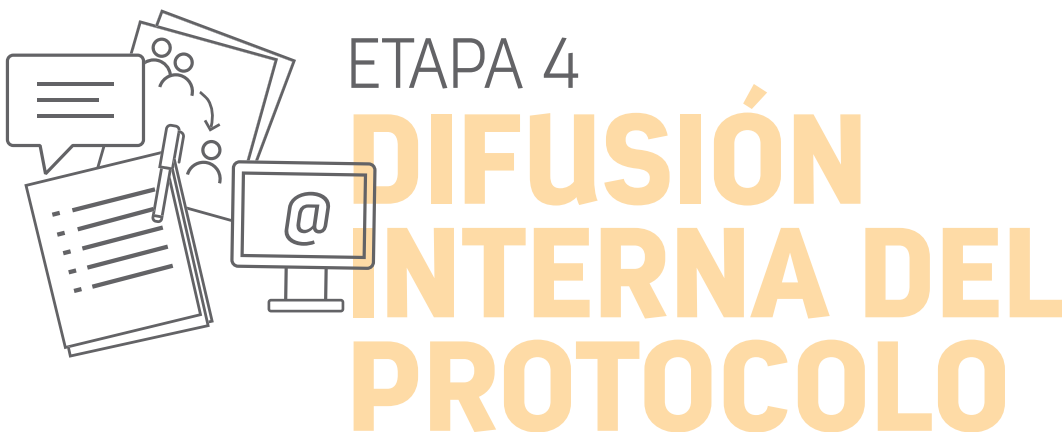 ETAPA 4
DIFUSIÓN
INTERNA DEL
PROTOCOLO
@